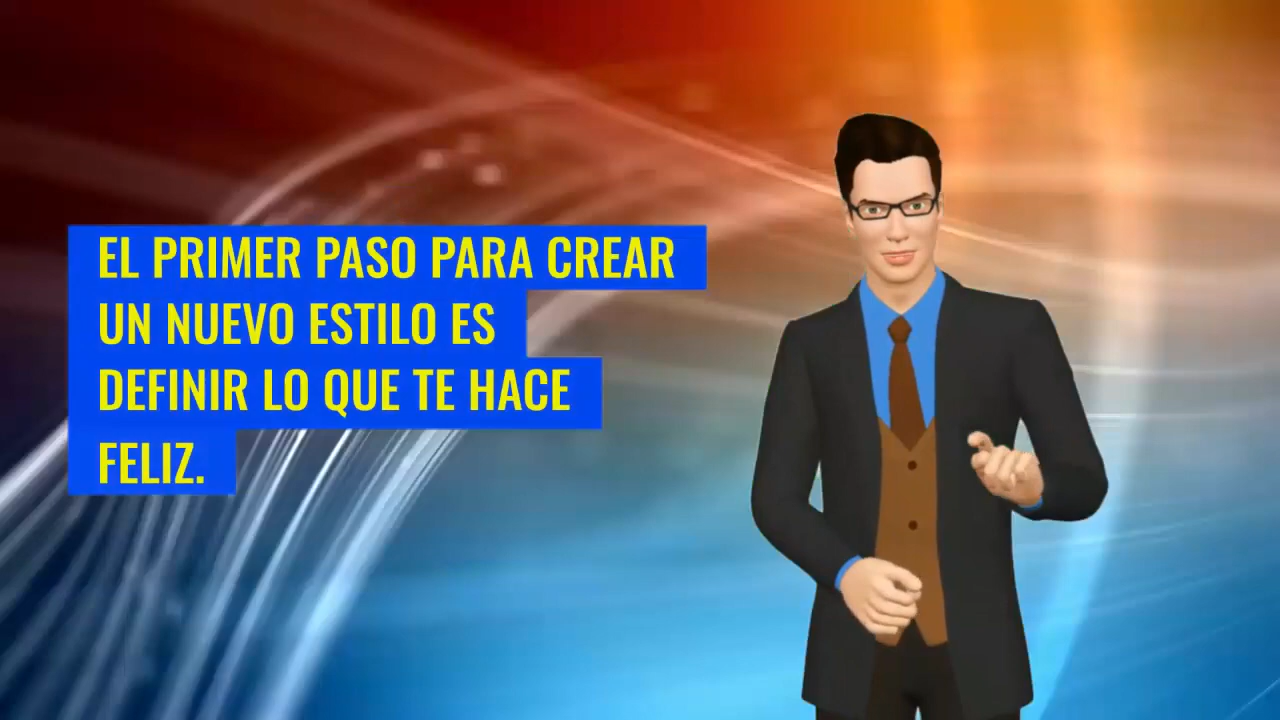 EL PRIMER PASO PARA CREAR
UN NUEVO ESTILO ES
DEFINIR LO QUE TE HACE
FELIZ.